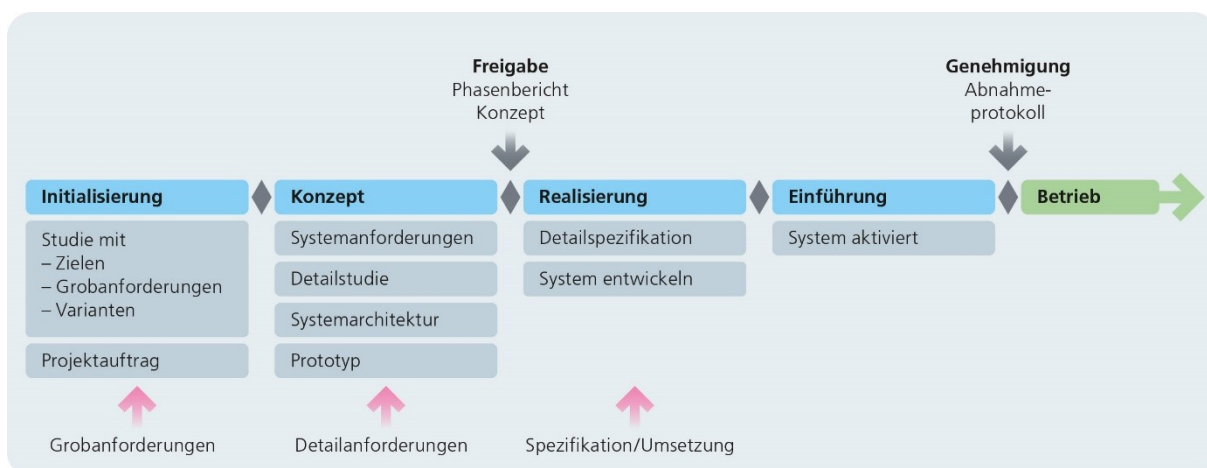 Freigabe
Phasenbericht
Konzept
Genehmigung
Abnahme-
protokoll
Initialisierung
Konzept
Realisierung
Einführung
Betrieb
Studie mit
– Zielen
– Grobanforderungen
– Varianten
Projektauftrag
Systemanforderungen
Detailstudie
Systemarchitektur
Prototyp
Detailspezifikation
System entwickeln
System aktiviert
Grobanforderungen
Detailanforderungen
Spezifikation/Umsetzung